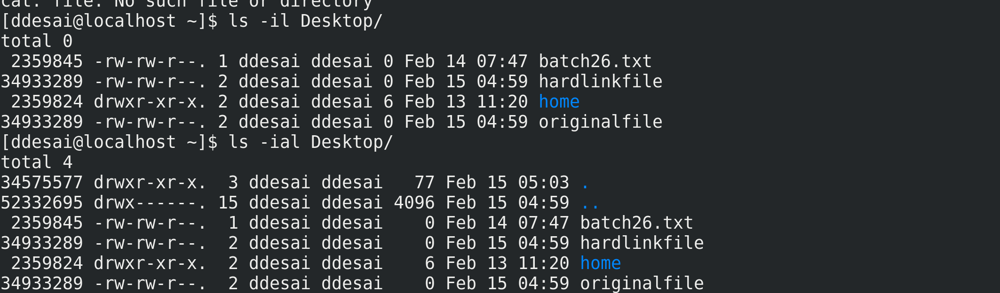 cat: file: No such file or directory
[ddesai@localhost ~]$ ls -il Desktop/
total 0
 2359845 -rw-rw-r--. 1 ddesai ddesai 0 Feb 14 07:47 batch26.txt
34933289 -rw-rw-r--. 2 ddesai ddesai 0 Feb 15 04:59 hardlinkfile
 2359824 drwxr-xr-x. 2 ddesai ddesai 6 Feb 13 11:20 home
34933289 -rw-rw-r--. 2 ddesai ddesai 0 Feb 15 04:59 originalfile
[ddesai@localhost ~]$ ls -ial Desktop/
total 4
34575577 drwxr-xr-x.  3 ddesai ddesai   77 Feb 15 05:03 .
52332695 drwx------. 15 ddesai ddesai 4096 Feb 15 04:59 ..
 2359845 -rw-rw-r--.  1 ddesai ddesai    0 Feb 14 07:47 batch26.txt
34933289 -rw-rw-r--.  2 ddesai ddesai    0 Feb 15 04:59 hardlinkfile
 2359824 drwxr-xr-x.  2 ddesai ddesai    6 Feb 13 11:20 home
34933289 -rw-rw-r--.  2 ddesai ddesai    0 Feb 15 04:59 originalfile